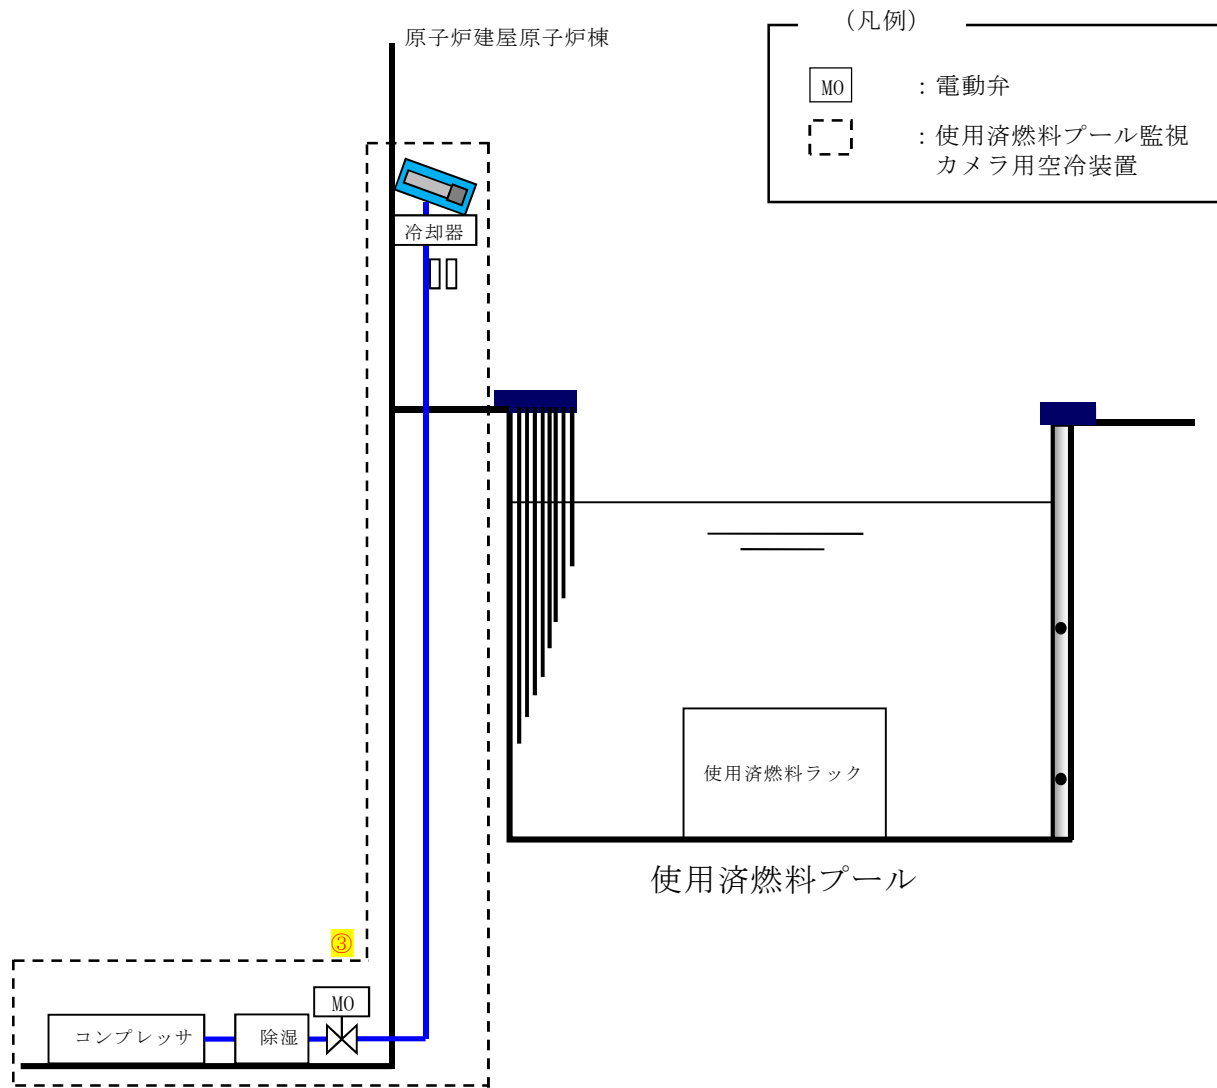 原子炉建屋原子炉棟
(凡例)
MO
：電動弁
：使用済燃料プール監視
カメラ用空冷装置
冷却器
使用済燃料ラック
使用済燃料プール
③
MO
コンプレッサ
除湿